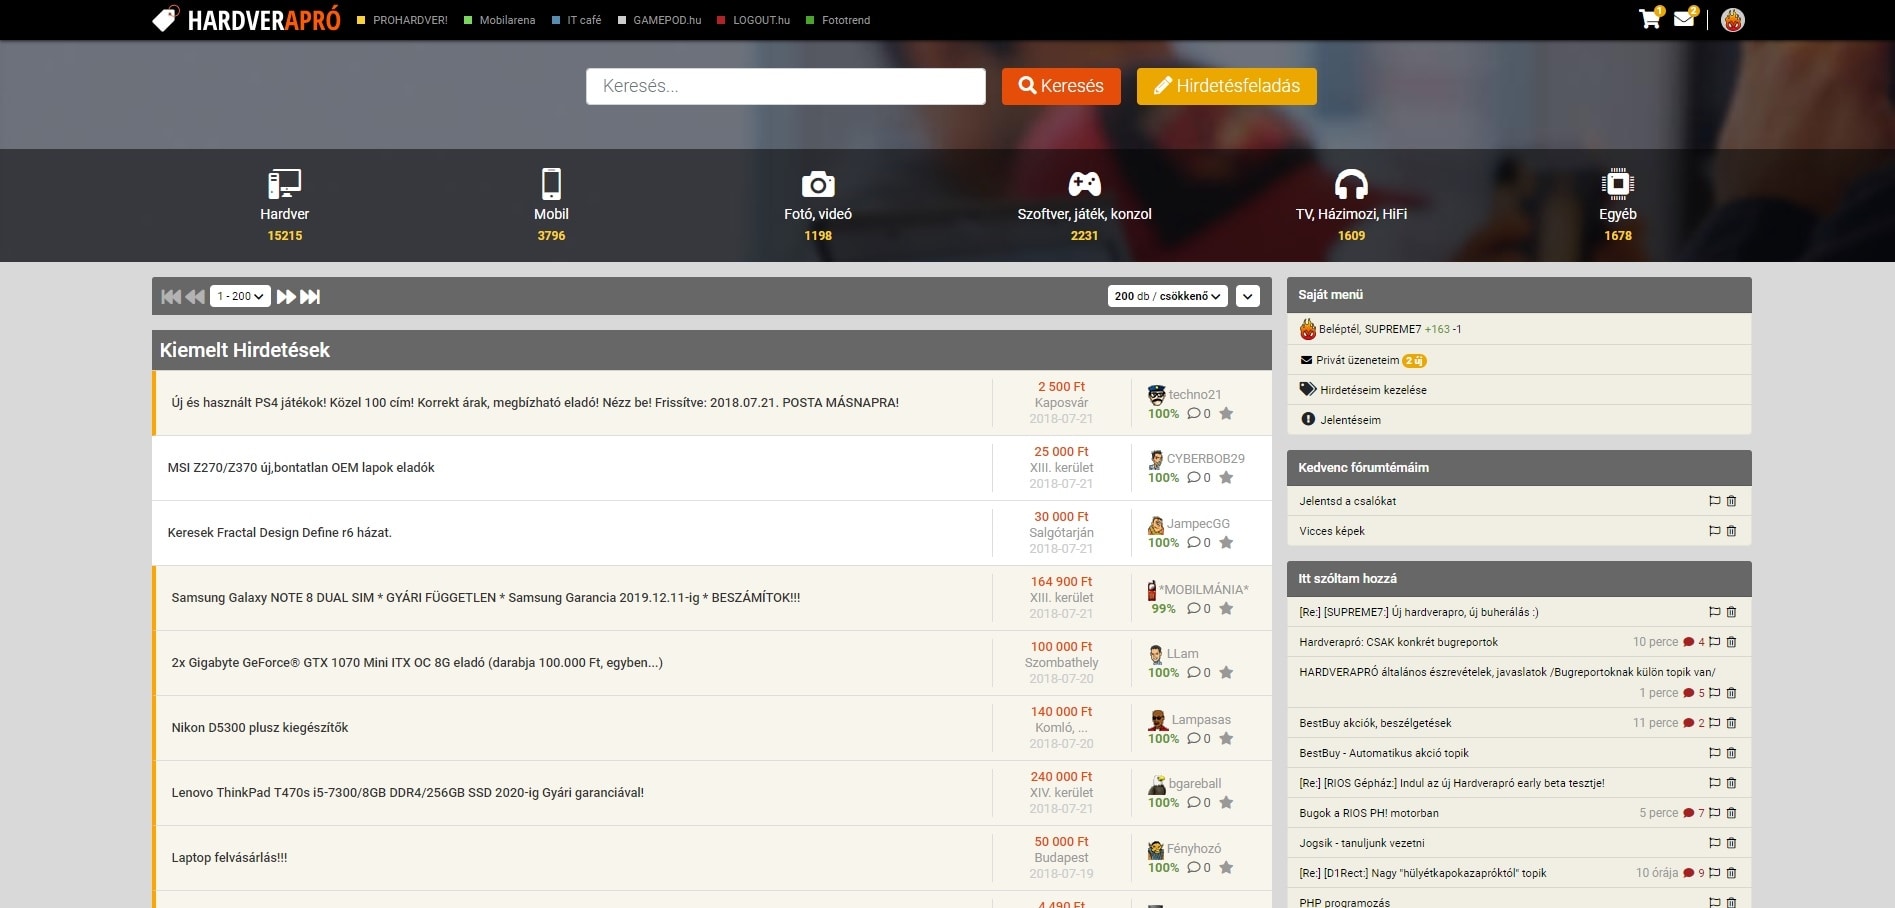 HARDVERAPRÓ PROHARDVER! Mobilarena IT café GAMEPOD.hu LOGOUT.hu Fototrend 1 2
Keresés... Keresés Hirdetésfeladás
Hardver Mobil Fotó, videó Szoftver, játék, konzol TV, Házimozi, HiFi Egyéb
15215 3796 1198 2231 1609 1678
1 - 200 200 db / csökkenő
Kiemelt Hirdetések
2 500 Ft
Új és használt PS4 játékok! Közel 100 cím! Korrekt árak, megbízható eladó! Nézz be! Frissítve: 2018.07.21. POSTA MÁSNAPRA! Kaposvár techno21
2018-07-21 100% 0
25 000 Ft
MSI Z270/Z370 új,bontatlan OEM lapok eladók XIII. kerület CYBERBOB29
2018-07-21 100% 0
30 000 Ft
Keresek Fractal Design Define r6 házat. Salgótarján JampecGG
2018-07-21 100% 0
164 900 Ft
Samsung Galaxy NOTE 8 DUAL SIM * GYÁRI FÜGGETLEN * Samsung Garancia 2019.12.11-ig * BESZÁMÍTOK!!! XIII. kerület *MOBILMÁNIA*
2018-07-21 99% 0
100 000 Ft
2x Gigabyte GeForce® GTX 1070 Mini ITX OC 8G eladó (darabja 100.000 Ft, egyben...) Szombathely LLam
2018-07-20 100% 0
140 000 Ft
Nikon D5300 plusz kiegészítők Komló, ... Lampasas
2018-07-20 100% 0
240 000 Ft
Lenovo ThinkPad T470s i5-7300/8GB DDR4/256GB SSD 2020-ig Gyári garanciával! XIV. kerület bgareball
2018-07-21 100% 0
50 000 Ft
Laptop felvásárlás!!! Budapest Fényhozó
2018-07-19 100% 0
4 490 Ft
Saját menü
Beléptél, SUPREME7 +163 -1
Privát üzeneteim 2 új
Hirdetéseim kezelése
Jelentéseim
Kedvenc fórumtémáim
Jelentsd a csalókat
Vicces képek
Itt szóltam hozzá
[Re:] [SUPREME7:] Új hardverapro, új buherálás :)
Hardverapró: CSAK konkrét bugreportok 10 perce 4
HARDVERAPRÓ általános észrevételek, javaslatok /Bugreportoknak külön topik van/
1 perce 5
BestBuy akciók, beszélgetések 11 perce 2
BestBuy - Automatikus akció topik
[Re:] [RIOS Gépház:] Indul az új Hardverapró early beta tesztje!
Bugok a RIOS PH! motorban 5 perce 7
Jogsik - tanuljunk vezetni
[Re:] [D1Rect:] Nagy "hülyétkapokazapróktól" topik 10 órája 9
PHP programozás